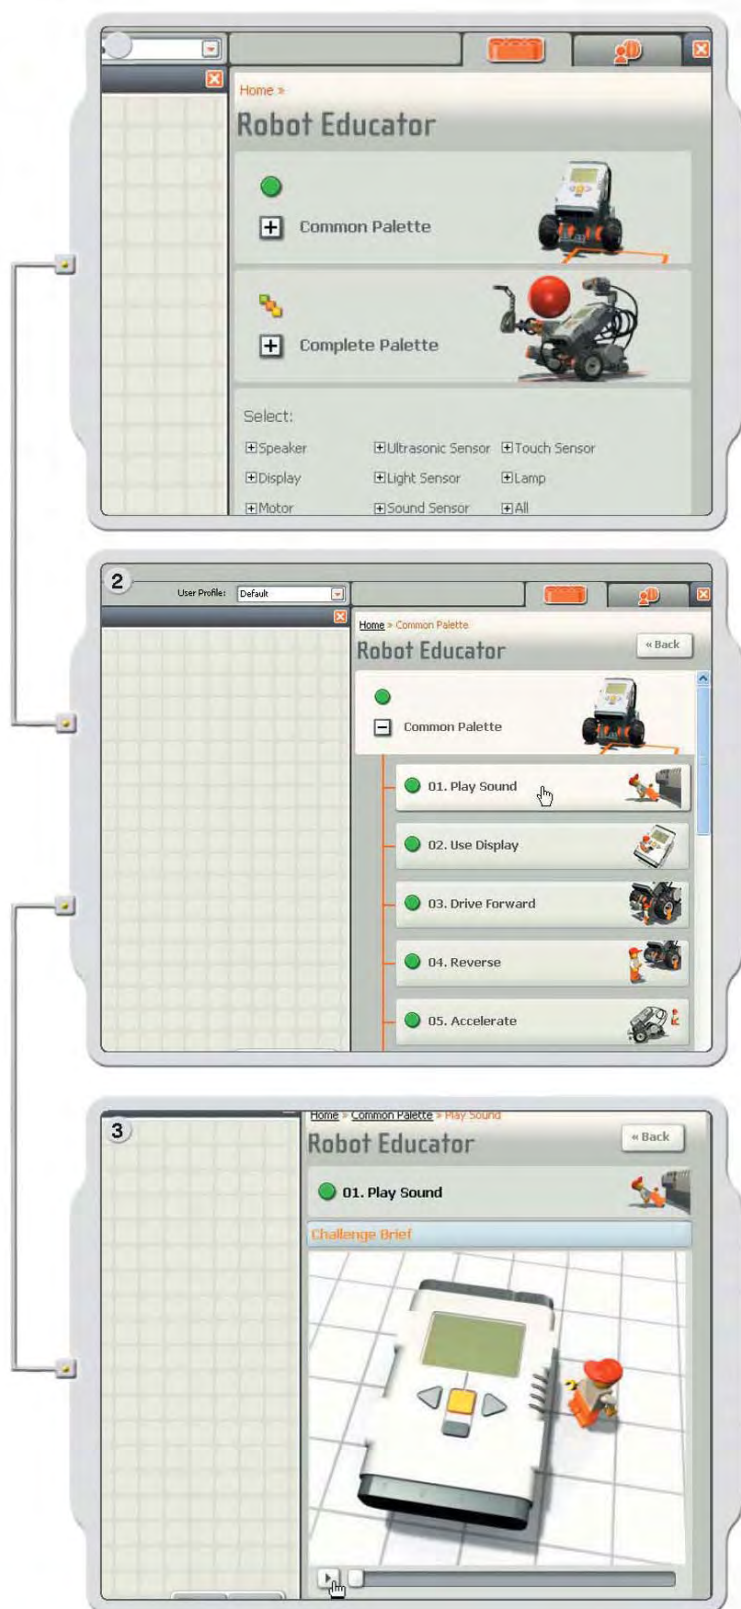 Home »
Robot Educator
Common Palette
Complete Palette
Select:
Speaker Ultrasonic Sensor Touch Sensor
Display Light Sensor Lamp
Motor Sound Sensor All
2
User Profile: Default
Home » Common Palette
Robot Educator
« Back
Common Palette
01. Play Sound
02. Use Display
03. Drive Forward
04. Reverse
05. Accelerate
3
Home » Common Palette » Play Sound
Robot Educator
« Back
01. Play Sound
Challenge Brief